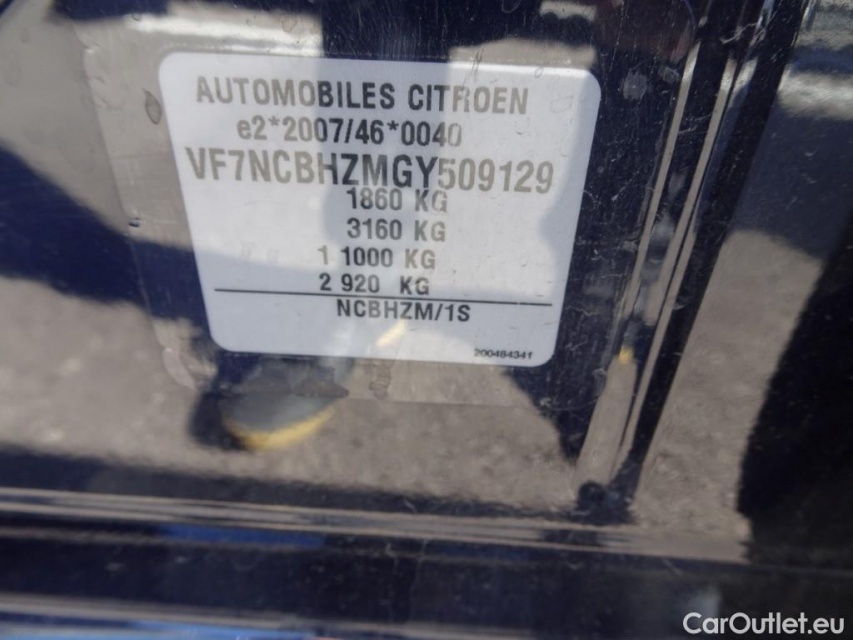 AUTOMOBILES CITROEN
e2*2007/46*0040
VF7NCBHZMGY509129
1860 KG
3160 KG
1 1000 KG
2 920 KG
NCBHZM/1S
200484341
CarOutlet.eu